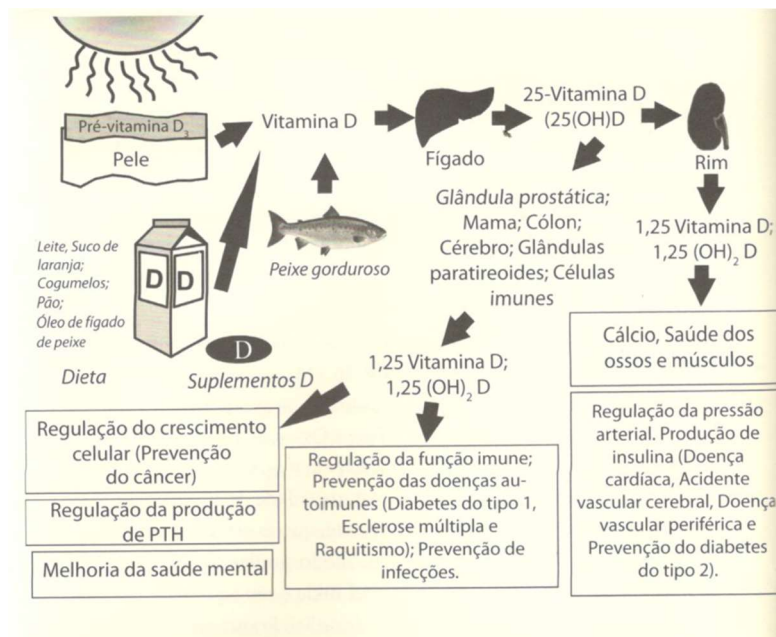 Pré-vitamina D3
Pele
Vitamina D
Fígado
25-Vitamina D
(25(OH)D
Rim
Glândula prostática;
Mama; Cólon;
Cérebro; Glândulas
paratireoides; Células
imunes
1,25 Vitamina D;
1,25 (OH)2 D
Peixe gorduroso
Leite, Suco de
laranja;
Cogumelos;
Pão;
Óleo de fígado
de peixe
D D
D
Dieta
Suplementos D
1,25 Vitamina D;
1,25 (OH)2 D
Cálcio, Saúde dos
ossos e músculos
Regulação da pressão
arterial. Produção de
insulina (Doença
cardíaca, Acidente
vascular cerebral, Doença
vascular periférica e
Prevenção do diabetes
do tipo 2).
Regulação do crescimento
celular (Prevenção
do câncer)
Regulação da produção
de PTH
Melhoria da saúde mental
Regulação da função imune;
Prevenção das doenças au-
toimunes (Diabetes do tipo 1,
Esclerose múltipla e
Raquitismo); Prevenção de
infecções.